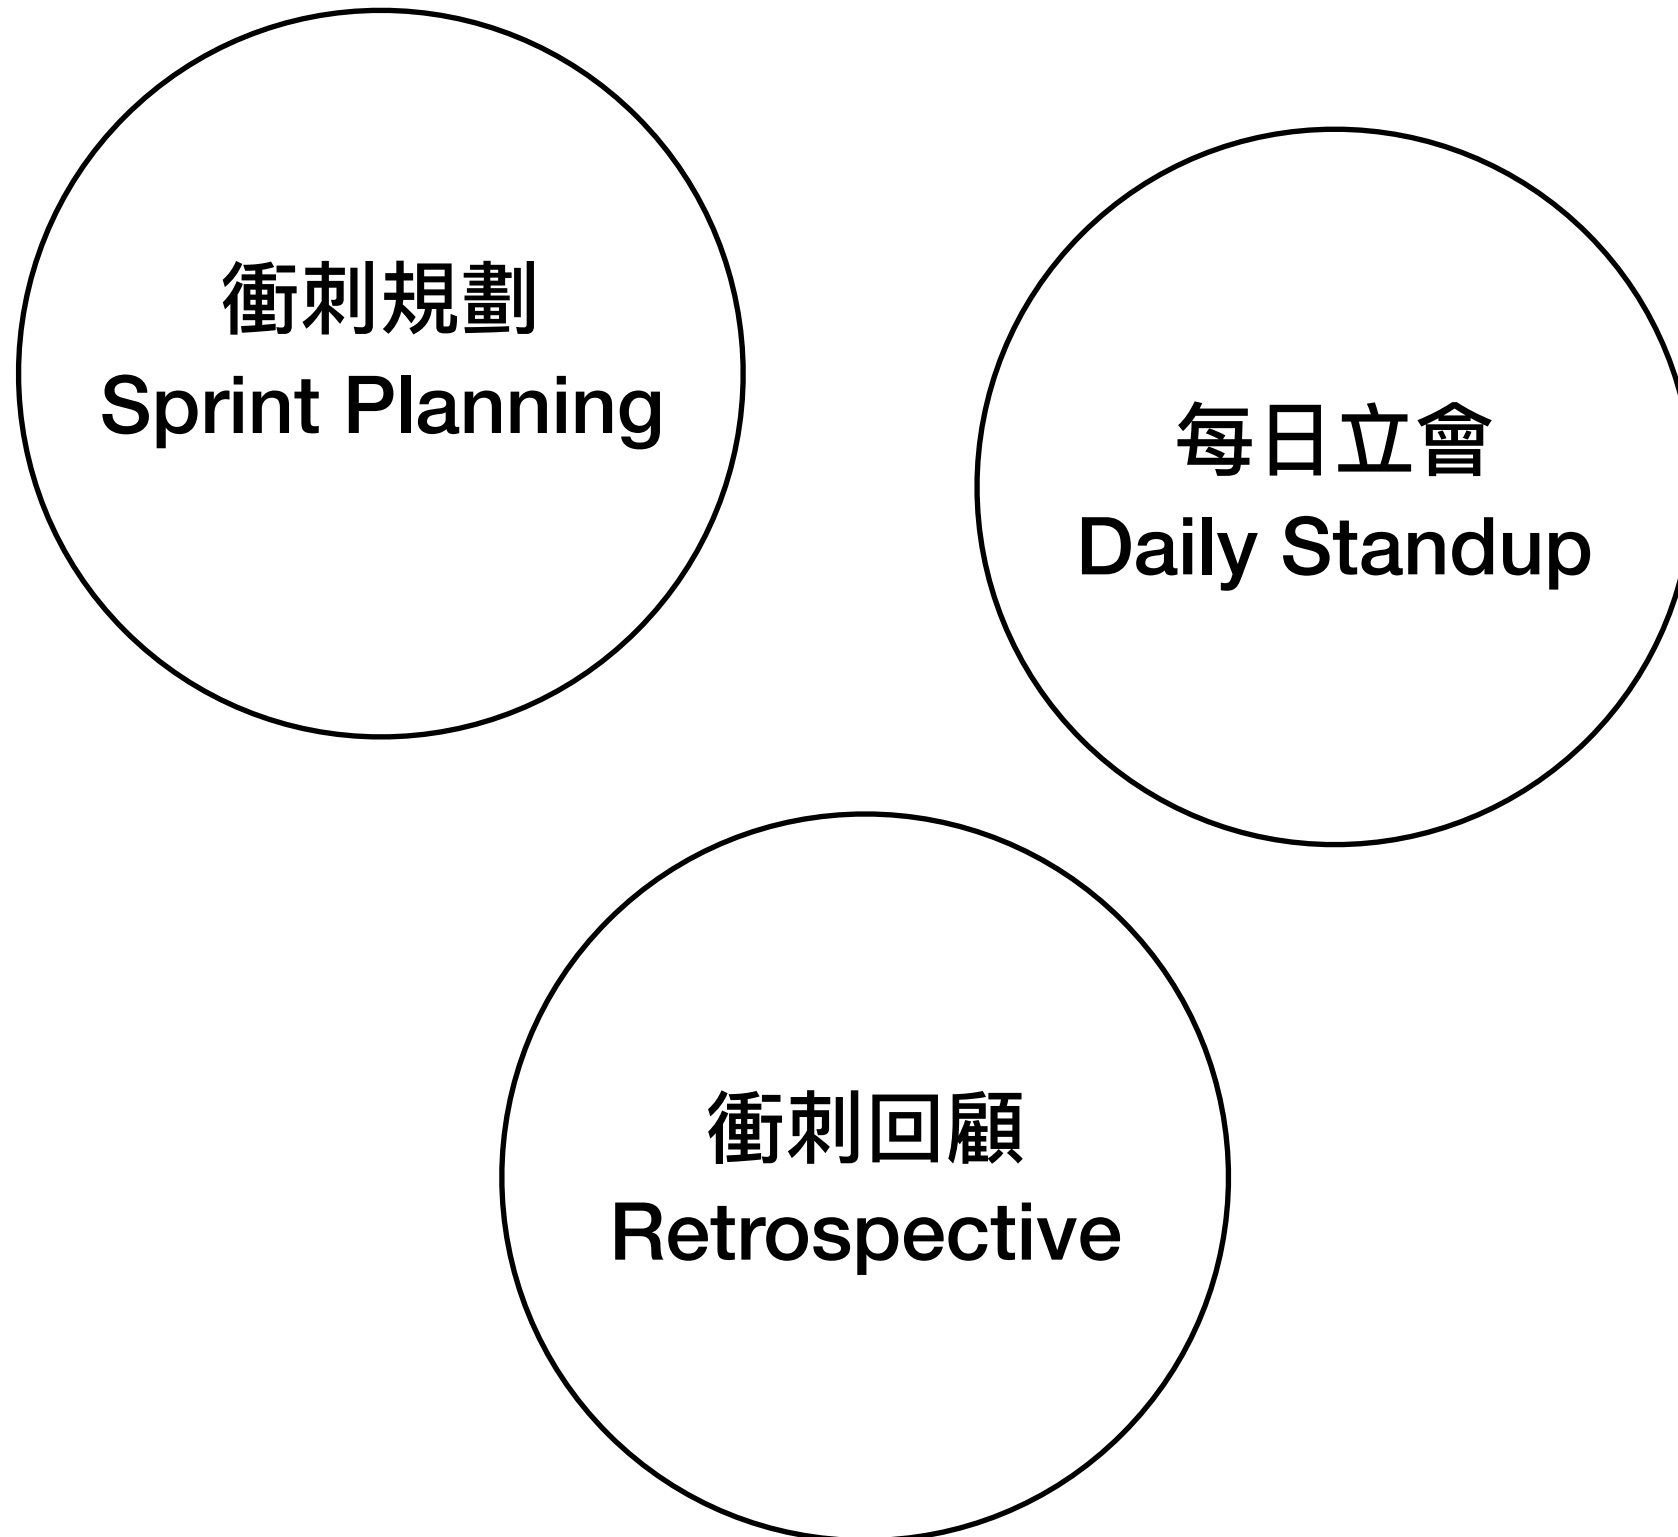 衝刺規劃
Sprint Planning
每日立會
Daily Standup
衝刺回顧
Retrospective